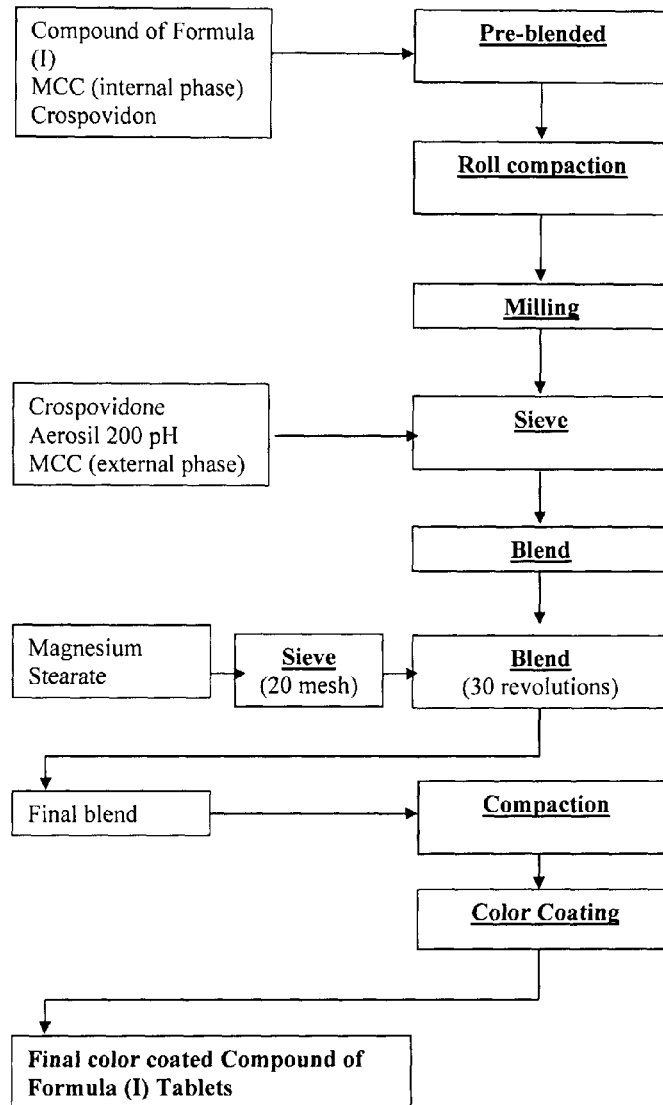 Compound of Formula
(I)
MCC (internal phase)
Crospovidon
Pre-blended
Roll compaction
Milling
Crospovidone
Aerosil 200 pH
MCC (external phase)
Sieve
Blend
Magnesium
Stearate
Sieve
(20 mesh)
Blend
(30 revolutions)
Final blend
Compaction
Color Coating
Final color coated Compound of
Formula (I) Tablets